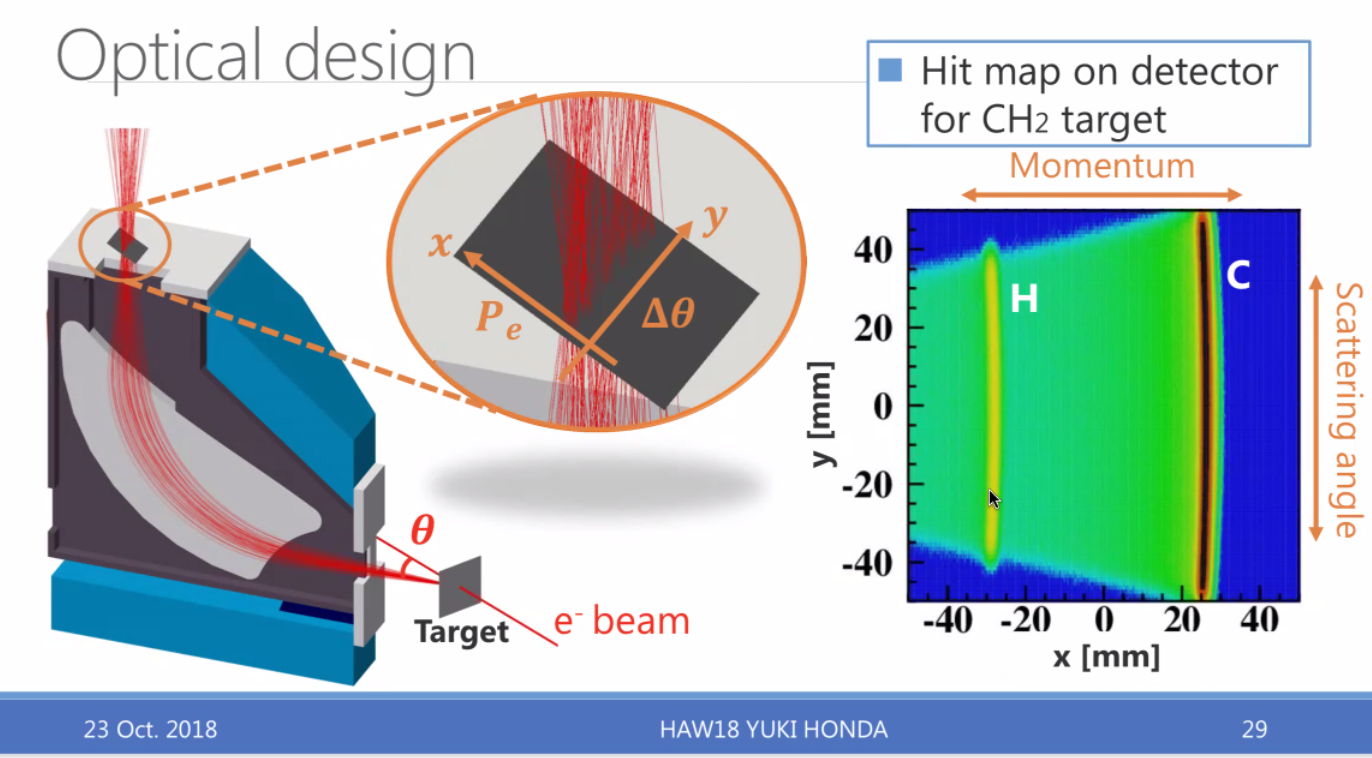 Optical design
Hit map on detector
for CH2 target
x
y
Pe
Δθ
θ
Target
e- beam
Momentum
H
C
Scattering angle
y [mm]
40
20
0
-20
-40
-40 -20 0 20 40
x [mm]
23 Oct. 2018
HAW18 YUKI HONDA
29